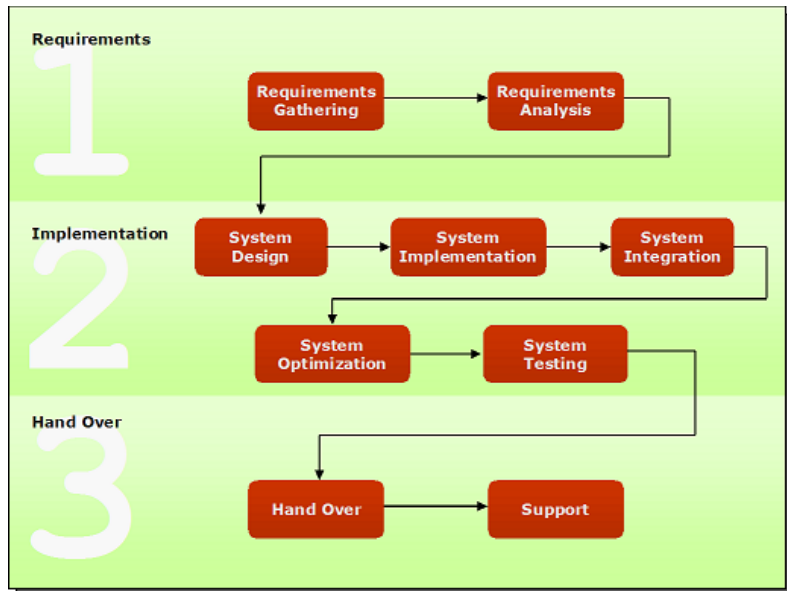 Requirements
1
Requirements
Gathering
Requirements
Analysis
Implementation
2
System
Design
System
Implementation
System
Integration
System
Optimization
System
Testing
Hand Over
3
Hand Over
Support